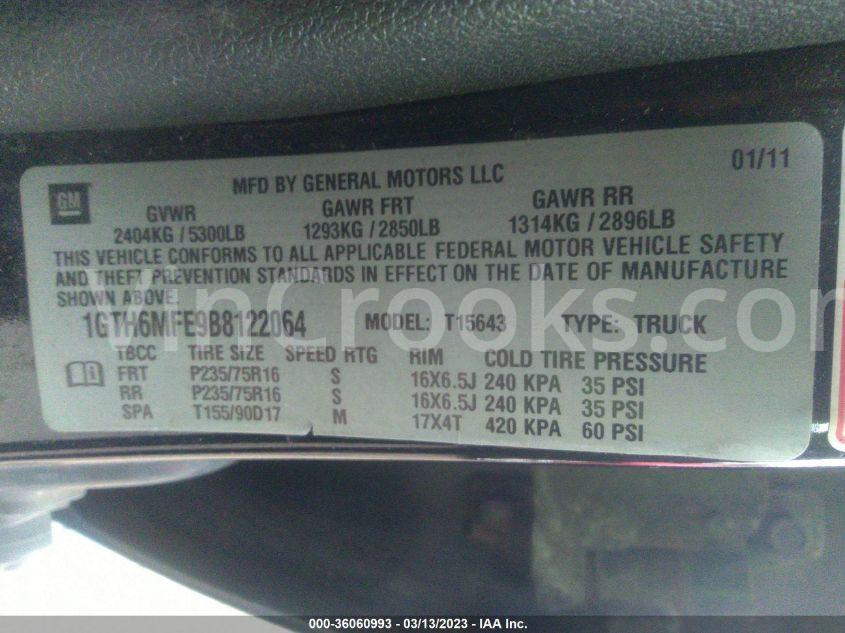 GM
MFD BY GENERAL MOTORS LLC 01/11
GVWR GAWR FRT GAWR RR
2404KG / 5300LB 1293KG / 2850LB 1314KG / 2896LB
THIS VEHICLE CONFORMS TO ALL APPLICABLE FEDERAL MOTOR VEHICLE SAFETY
AND THEFT PREVENTION STANDARDS IN EFFECT ON THE DATE OF MANUFACTURE
SHOWN ABOVE.
VinCrooks.com
1GTH6MFE9B8122064 MODEL: T15643 TYPE: TRUCK
TBCC TIRE SIZE SPEED RTG RIM COLD TIRE PRESSURE
FRT P235/75R16 S 16X6.5J 240 KPA 35 PSI
RR P235/75R16 S 16X6.5J 240 KPA 35 PSI
SPA T155/90D17 M 17X4T 420 KPA 60 PSI
000-36060993 - 03/13/2023 - IAA Inc.